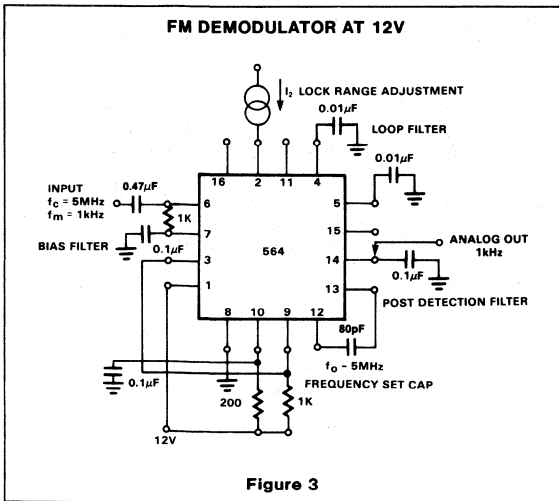 FM DEMODULATOR AT 12V
I₂ LOCK RANGE ADJUSTMENT
0.01µF
LOOP FILTER
0.01µF
16 2 11 4
INPUT
fc = 5MHz
fm = 1kHz
0.47µF
1K
BIAS FILTER
0.1µF
6
7
3
1
564
5
15
14
13
ANALOG OUT
1kHz
0.1µF
POST DETECTION FILTER
8 10 9 12
80pF
fo - 5MHz
FREQUENCY SET CAP
0.1µF
200
1K
12V
Figure 3